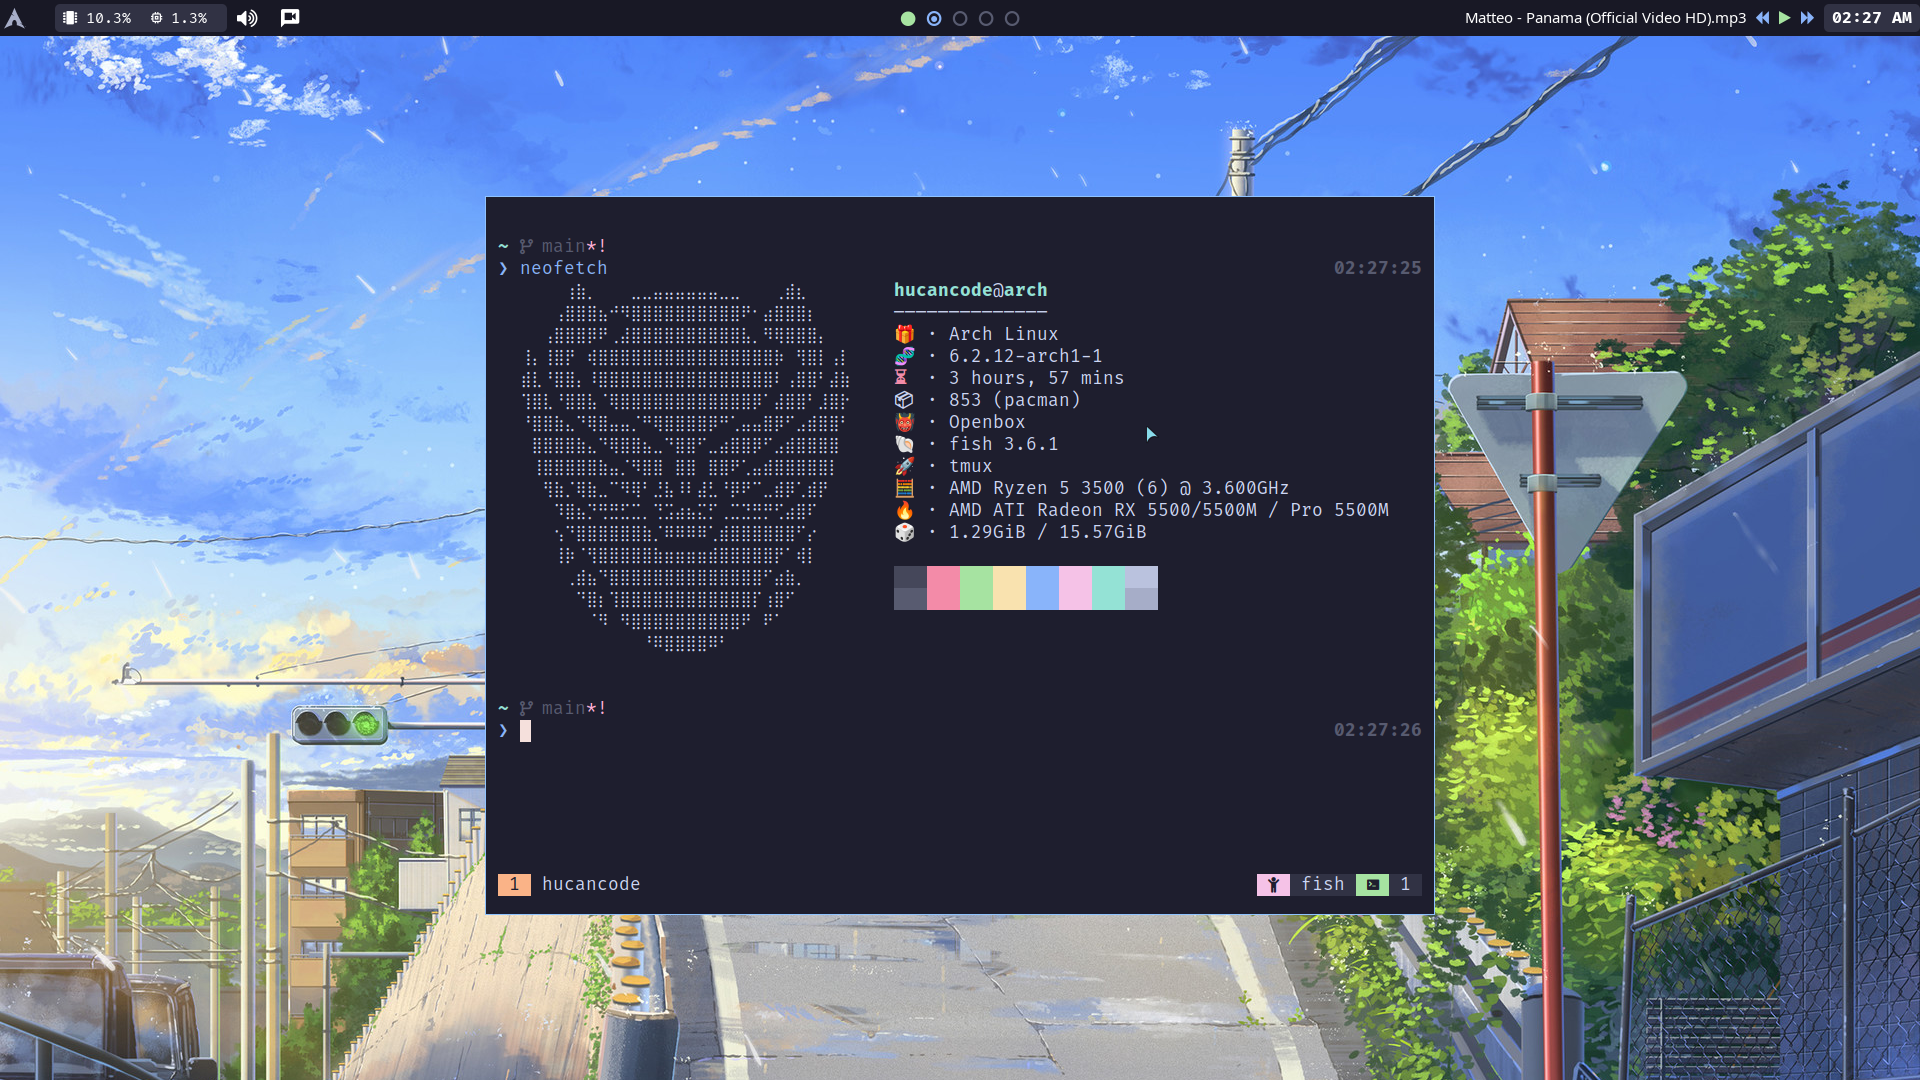 10.3% 1.3%
Matteo - Panama (Official Video HD).mp3
02:27 AM
~ main*!
❯ neofetch 02:27:25
hucancode@arch
--------------
· Arch Linux
· 6.2.12-arch1-1
· 3 hours, 57 mins
· 853 (pacman)
· Openbox
· fish 3.6.1
· tmux
· AMD Ryzen 5 3500 (6) @ 3.600GHz
· AMD ATI Radeon RX 5500/5500M / Pro 5500M
· 1.29GiB / 15.57GiB
~ main*!
❯ 02:27:26
1 hucancode
fish 1